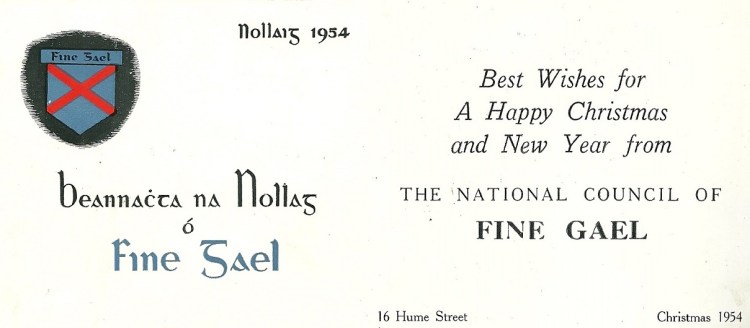 Nollaig 1954
Fine Gael
Beannaċta na Nollag
ó
Fine Gael
Best Wishes for
A Happy Christmas
and New Year from
THE NATIONAL COUNCIL OF
FINE GAEL
16 Hume Street
Christmas 1954